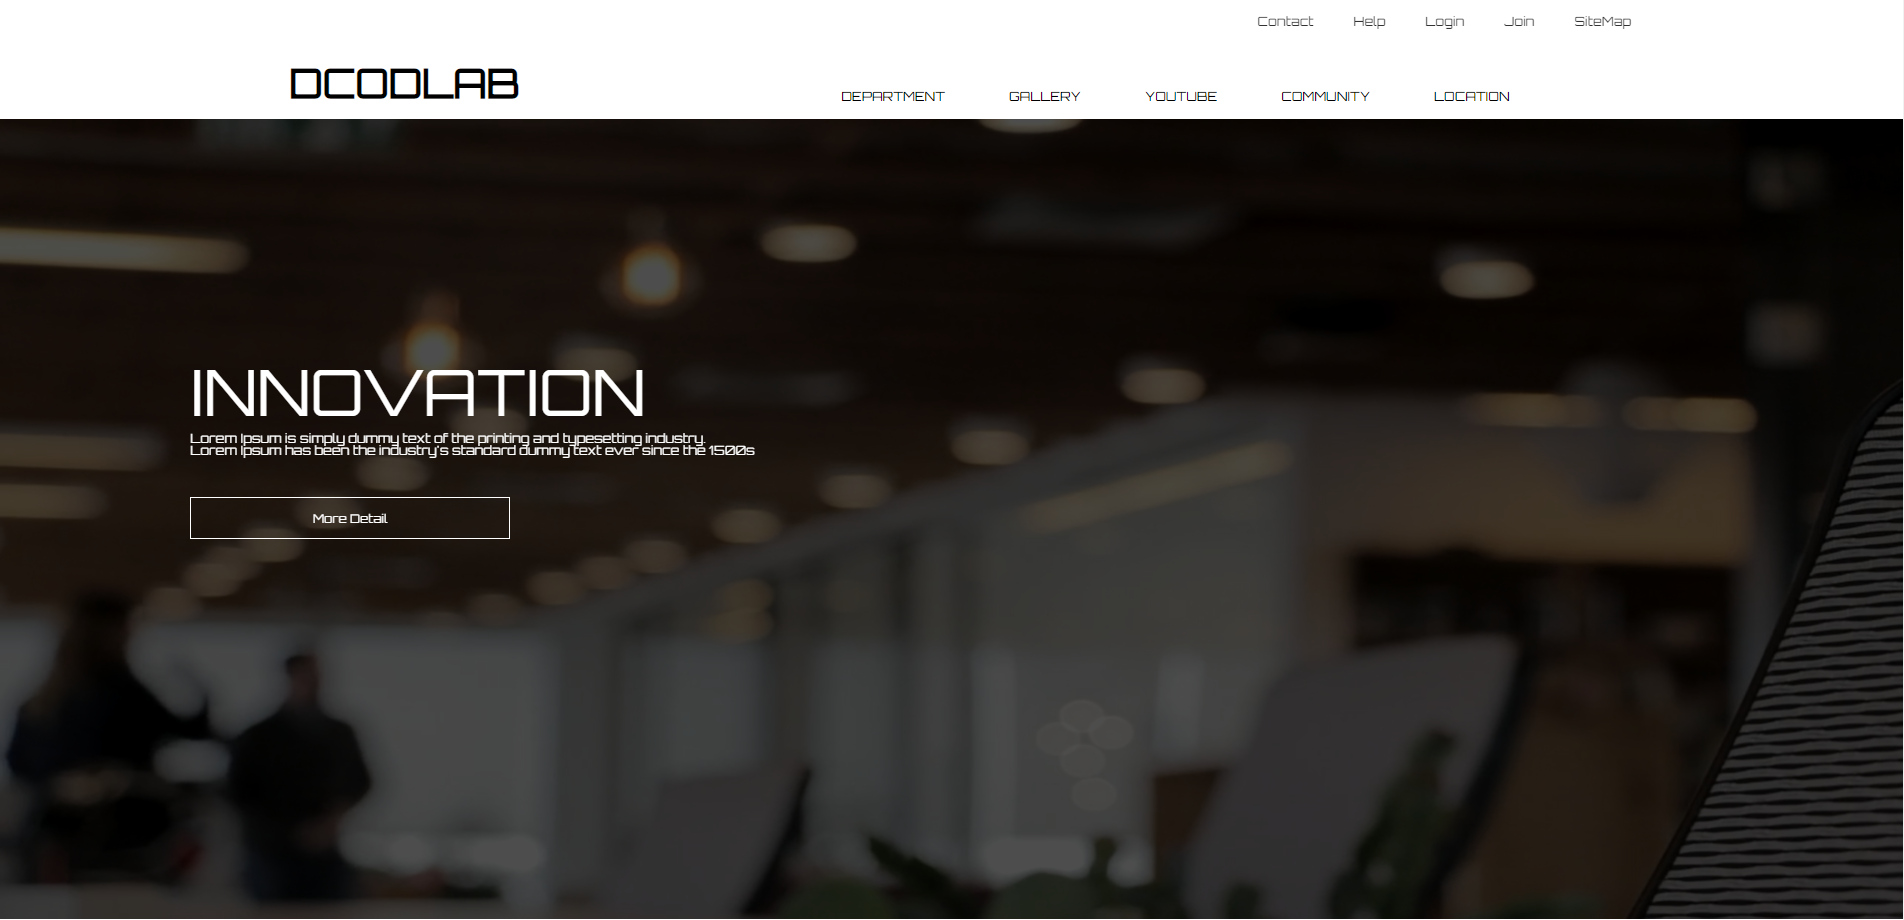 Contact Help Login Join SiteMap
DCODLAB
DEPARTMENT GALLERY YOUTUBE COMMUNITY LOCATION
INNOVATION
Lorem Ipsum is simply dummy text of the printing and typesetting industry.
Lorem Ipsum has been the industry's standard dummy text ever since the 1500s
More Detail